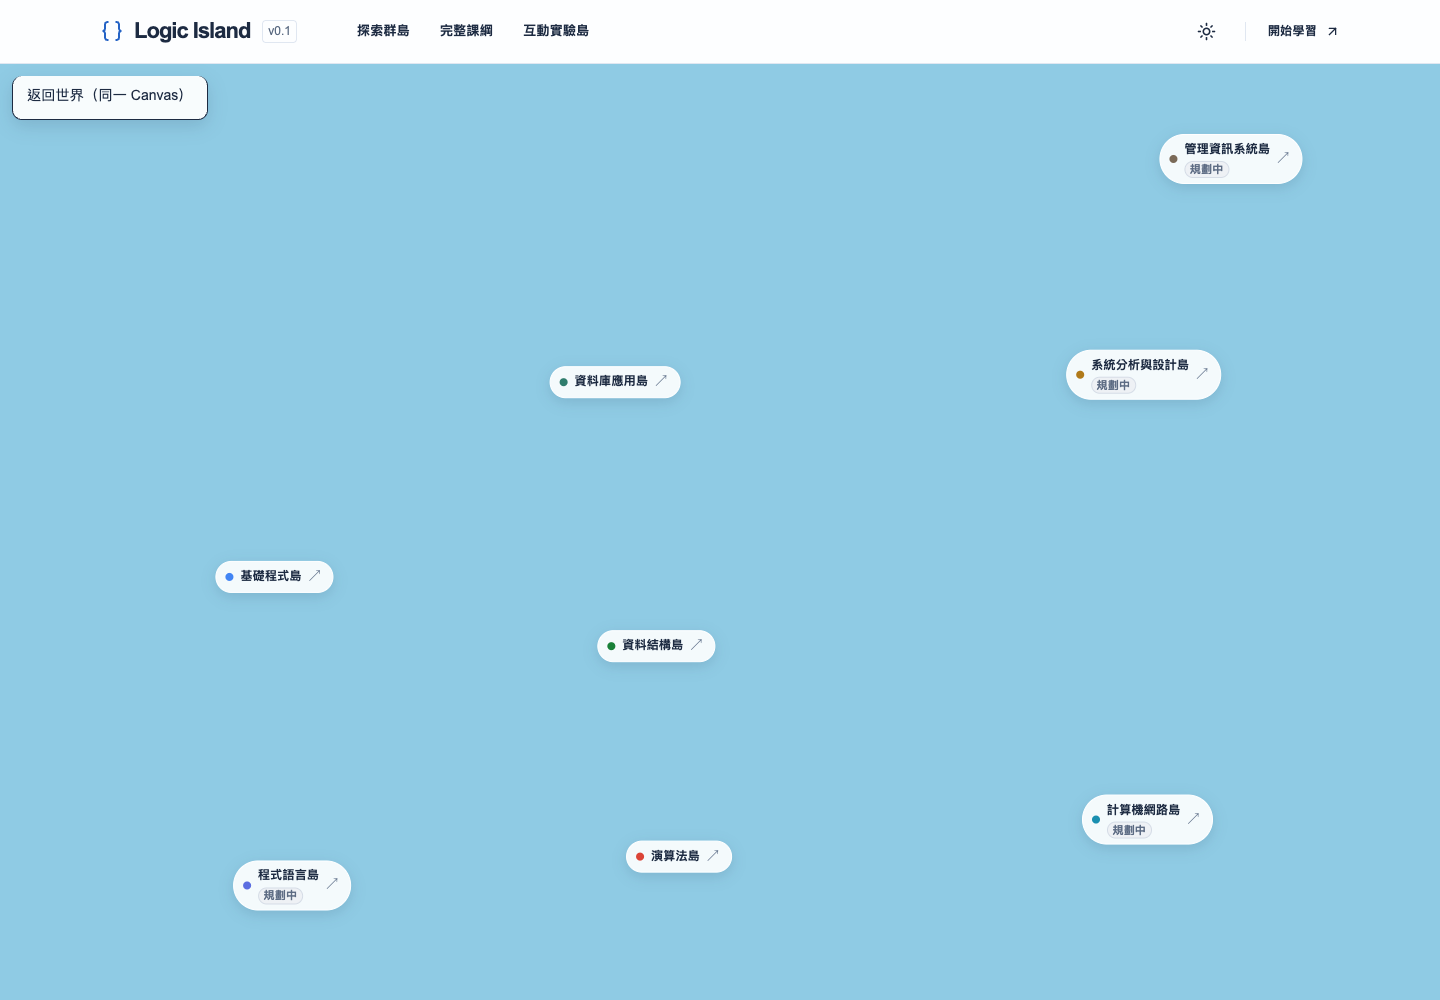 { } Logic Island v0.1 探索群島 完整課綱 互動實驗島 開始學習
返回世界（同一 Canvas）
管理資訊系統島
規劃中
系統分析與設計島
規劃中
資料庫應用島
基礎程式島
資料結構島
計算機網路島
規劃中
演算法島
程式語言島
規劃中